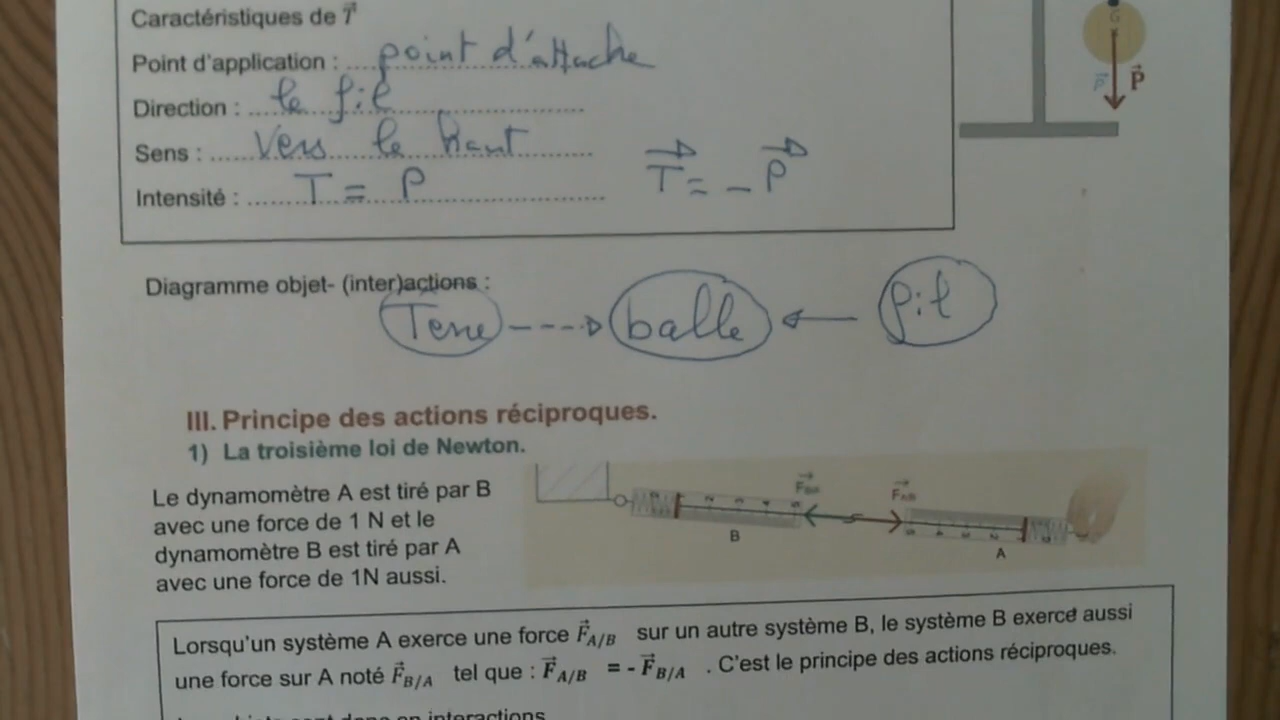 Caractéristiques de T⃗
Point d'application : ....point d'attache
Direction : ....le fil
Sens : ......vers le haut
Intensité : ......T = P
T⃗ = - P⃗
G
P⃗ P⃗
Diagramme objet- (inter)actions :
Terre balle fil
III. Principe des actions réciproques.
1) La troisième loi de Newton.
Le dynamomètre A est tiré par B
avec une force de 1 N et le
dynamomètre B est tiré par A
avec une force de 1N aussi.
B
A
Lorsqu'un système A exerce une force F⃗A/B sur un autre système B, le système B exerce aussi
une force sur A noté F⃗B/A tel que : F⃗A/B = - F⃗B/A . C'est le principe des actions réciproques.
sont donc en interactions